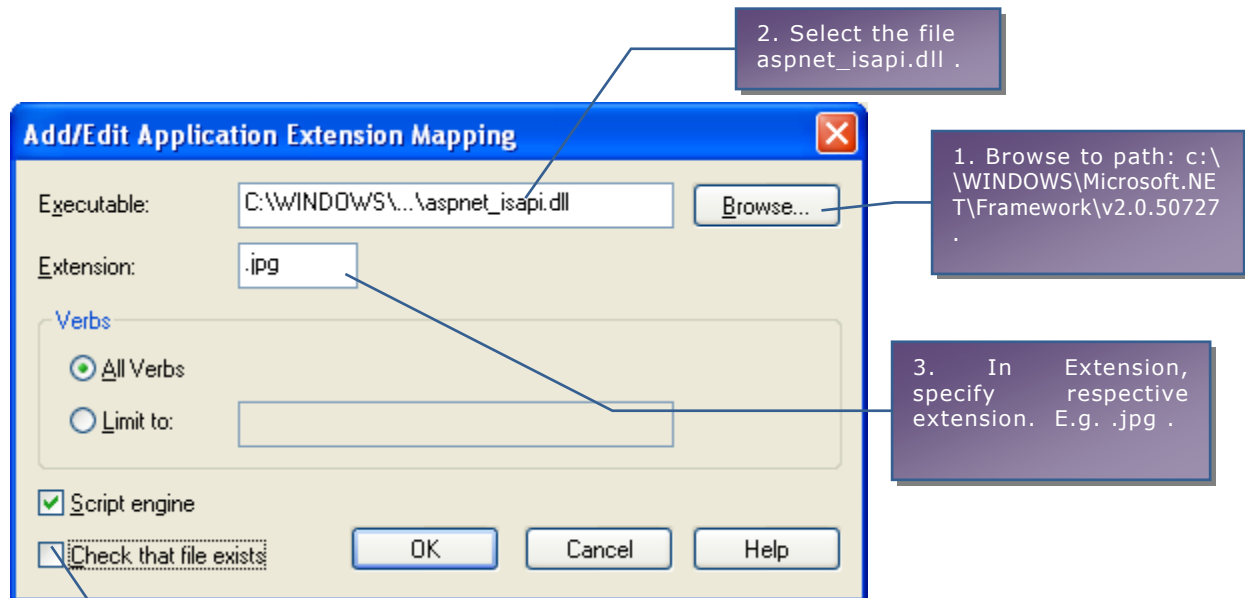 2. Select the file
aspnet_isapi.dll .
Add/Edit Application Extension Mapping
1. Browse to path: c:\
\WINDOWS\Microsoft.NE
T\Framework\v2.0.50727
.
Executable:
C:\WINDOWS\...\aspnet_isapi.dll
Browse...
Extension:
.jpg
Verbs
All Verbs
Limit to:
3. In Extension,
specify respective
extension. E.g. .jpg .
Script engine
Check that file exists
OK
Cancel
Help